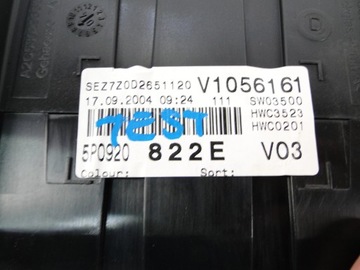 SEZ7Z0D2651120 V1056161
17.09.2004 09:24 111 SW03500
HWC3523
HWC0201
TEST
5P0920 822E V03
Colour: Sort: